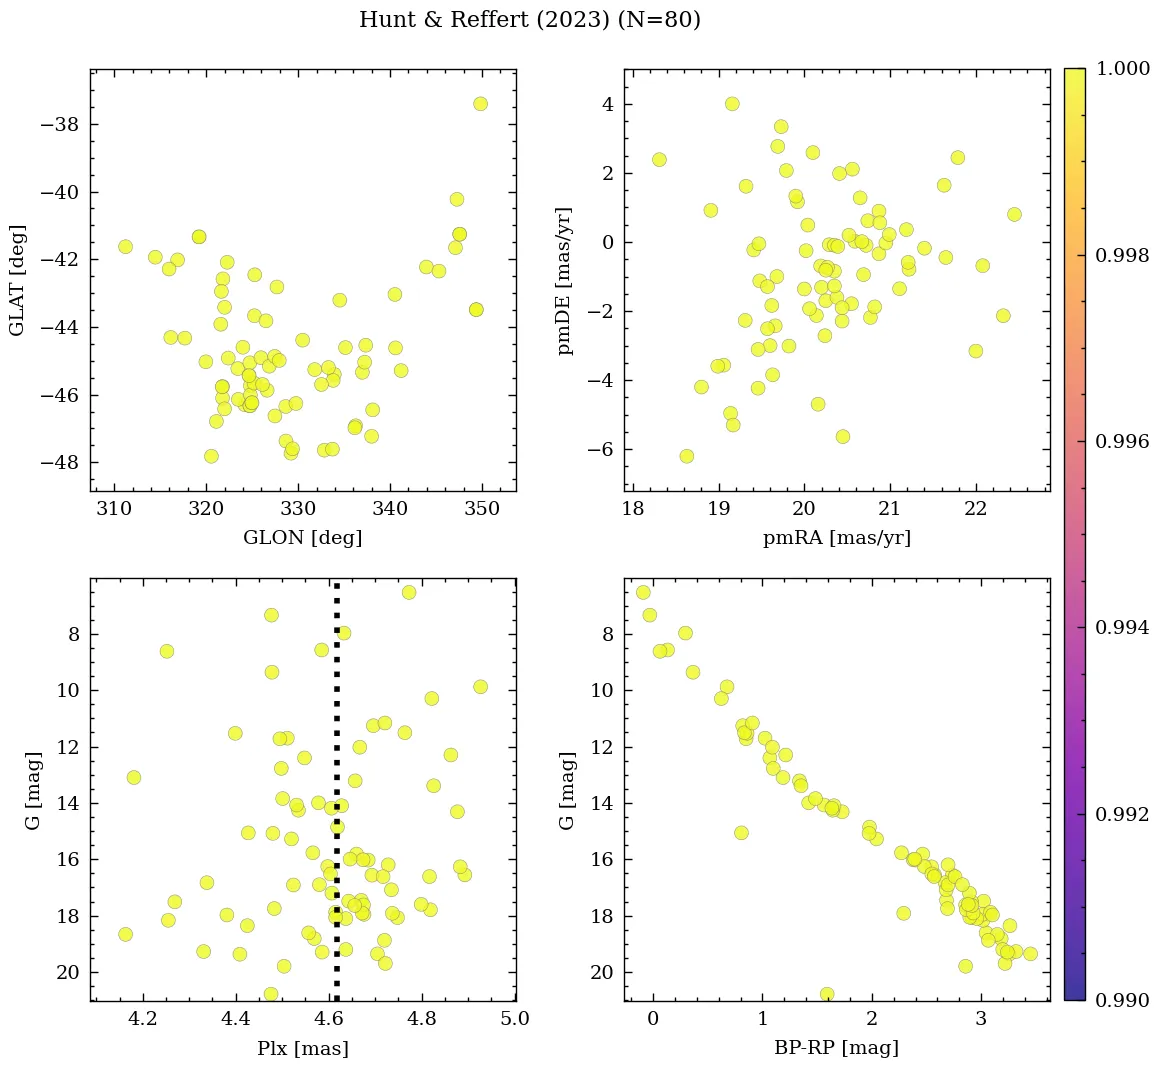 Hunt & Reffert (2023) (N=80)
−38
−40
−42
−44
−46
−48
GLAT [deg]
310 320 330 340 350
GLON [deg]
4
2
0
−2
−4
−6
pmDE [mas/yr]
18 19 20 21 22
pmRA [mas/yr]
1.000
0.998
0.996
0.994
0.992
0.990
8
10
12
14
16
18
20
G [mag]
4.2 4.4 4.6 4.8 5.0
Plx [mas]
8
10
12
14
16
18
20
G [mag]
0 1 2 3
BP-RP [mag]